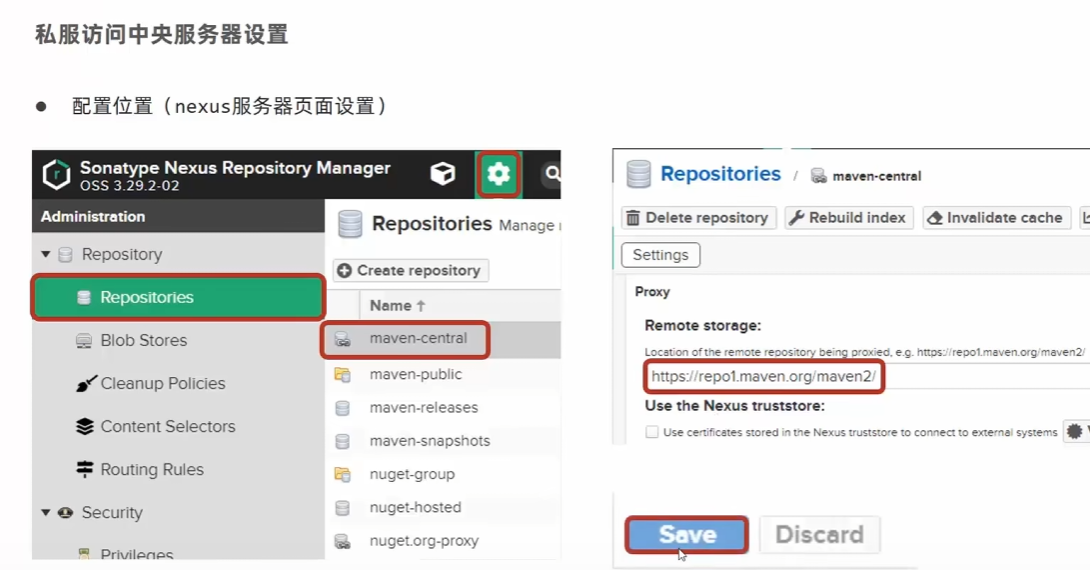 私服访问中央服务器设置
● 配置位置（nexus服务器页面设置）
Sonatype Nexus Repository Manager
OSS 3.29.2-02
Administration
Repository
Repositories
Blob Stores
Cleanup Policies
Content Selectors
Routing Rules
Security
Privileges
Repositories Manage
Create repository
Name ↑
maven-central
maven-public
maven-releases
maven-snapshots
nuget-group
nuget-hosted
nuget.org-proxy
Repositories / maven-central
Delete repository Rebuild index Invalidate cache
Settings
Proxy
Remote storage:
Location of the remote repository being proxied, e.g. https://repo1.maven.org/maven2/
https://repo1.maven.org/maven2/
Use the Nexus truststore:
Use certificates stored in the Nexus truststore to connect to external systems
Save Discard